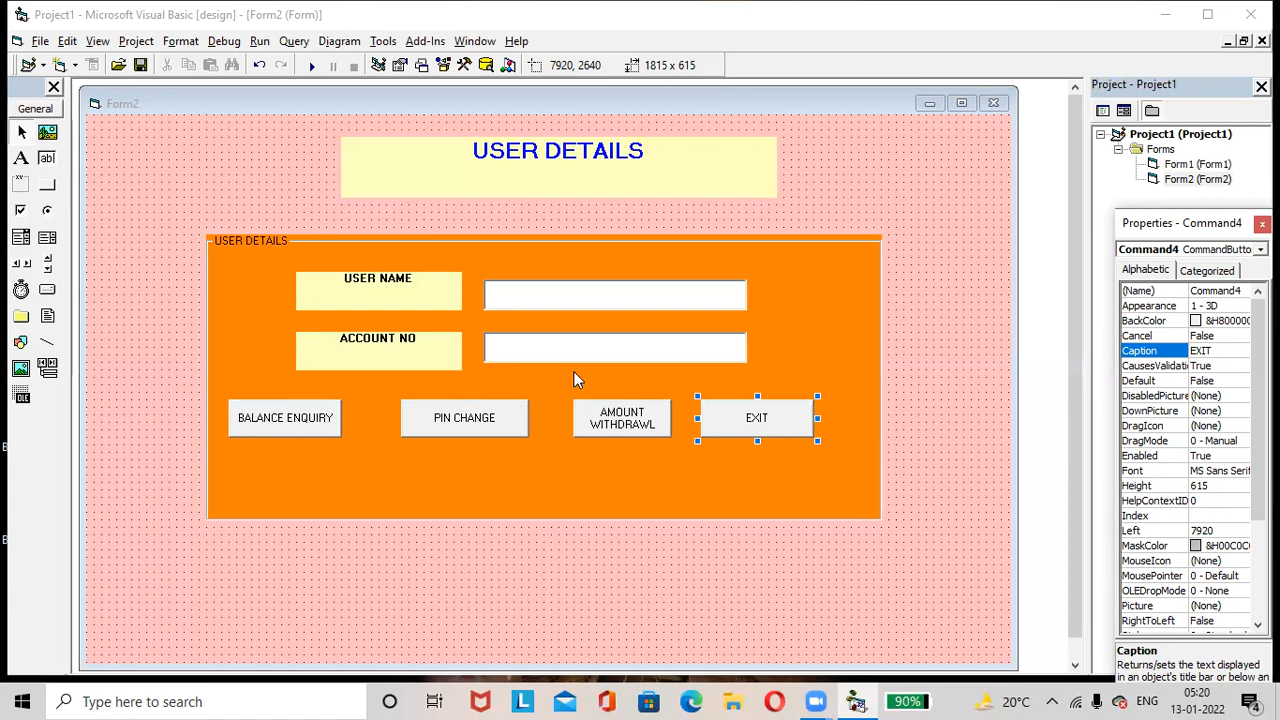 Project1 - Microsoft Visual Basic [design] - [Form2 (Form)]
File Edit View Project Format Debug Run Query Diagram Tools Add-Ins Window Help
7920, 2640 1815 x 615
General
Form2
USER DETAILS
USER DETAILS
USER NAME
ACCOUNT NO
BALANCE ENQUIRY
PIN CHANGE
AMOUNT
WITHDRAWL
EXIT
Project - Project1
Project1 (Project1)
Forms
Form1 (Form1)
Form2 (Form2)
Properties - Command4
Command4 CommandButto
Alphabetic Categorized
(Name) Command4
Appearance 1 - 3D
BackColor &H800000
Cancel False
Caption EXIT
CausesValidati True
Default False
DisabledPicture (None)
DownPicture (None)
DragIcon (None)
DragMode 0 - Manual
Enabled True
Font MS Sans Serif
Height 615
HelpContextID 0
Index
Left 7920
MaskColor &H00C0C
MouseIcon (None)
MousePointer 0 - Default
OLEDropMode 0 - None
Picture (None)
RightToLeft False
Caption
Returns/sets the text displayed
in an object's title bar or below an
Type here to search
90%
20°C
05:20
13-01-2022
4